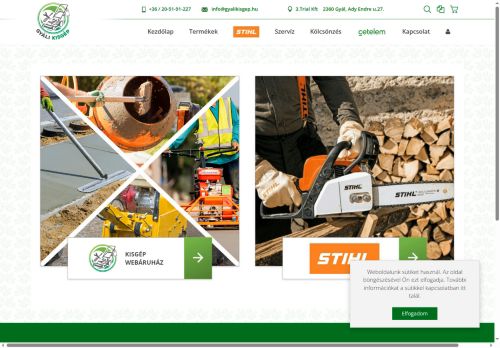 +36 / 20-51-91-227
info@gyalikisgep.hu
3.Trial Kft
2360 Gyál, Ady Endre u.27.
GYÁLI KISGÉP
Kezdőlap
Termékek
STIHL
Szerviz
Kölcsönzés
cetelem
Kapcsolat
STIHL
STIHL
KISGÉP
WEBÁRUHÁZ
STIHL
Weboldalunk sütiket használ. Az oldal
böngészésével Ön ezt elfogadja. További
információkat a sütikkel kapcsolatban itt
talál.
Elfogadom